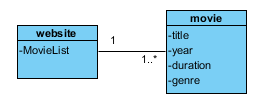 website
-MovieList
1
1..*
movie
-title
-year
-duration
-genre